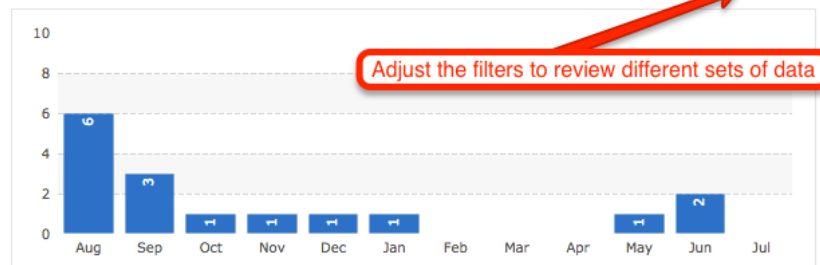 10
Adjust the filters to review different sets of data
8
6
6
4
3
2
1 1 1 1 1 2
0
Aug Sep Oct Nov Dec Jan Feb Mar Apr May Jun Jul